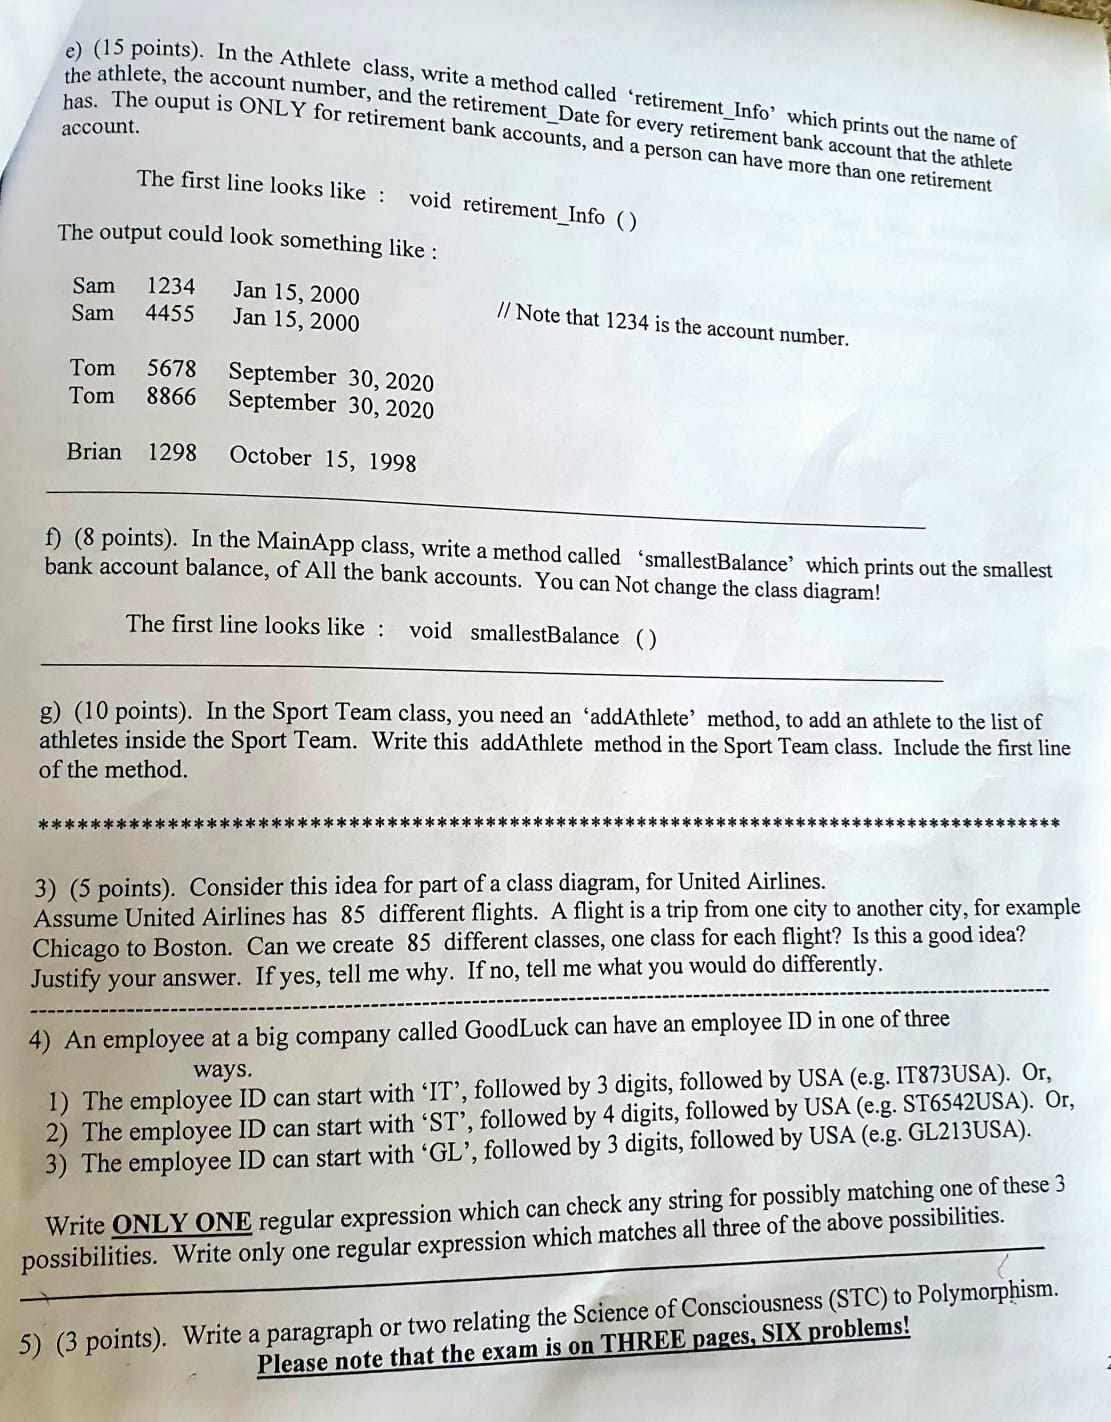 e) (15 points). In the Athlete class, write a method called ‘retirement_Info’ which prints out the name of
the athlete, the account number, and the retirement_Date for every retirement bank account that the athlete
has. The ouput is ONLY for retirement bank accounts, and a person can have more than one retirement
account.
The first line looks like : void retirement_Info ( )
The output could look something like :
Sam 1234 Jan 15, 2000
Sam 4455 Jan 15, 2000 // Note that 1234 is the account number.
Tom 5678 September 30, 2020
Tom 8866 September 30, 2020
Brian 1298 October 15, 1998
f) (8 points). In the MainApp class, write a method called ‘smallestBalance’ which prints out the smallest
bank account balance, of All the bank accounts. You can Not change the class diagram!
The first line looks like : void smallestBalance ( )
g) (10 points). In the Sport Team class, you need an ‘addAthlete’ method, to add an athlete to the list of
athletes inside the Sport Team. Write this addAthlete method in the Sport Team class. Include the first line
of the method.
*******************************************************************************
3) (5 points). Consider this idea for part of a class diagram, for United Airlines.
Assume United Airlines has 85 different flights. A flight is a trip from one city to another city, for example
Chicago to Boston. Can we create 85 different classes, one class for each flight? Is this a good idea?
Justify your answer. If yes, tell me why. If no, tell me what you would do differently.
4) An employee at a big company called GoodLuck can have an employee ID in one of three
ways.
1) The employee ID can start with ‘IT’, followed by 3 digits, followed by USA (e.g. IT873USA). Or,
2) The employee ID can start with ‘ST’, followed by 4 digits, followed by USA (e.g. ST6542USA). Or,
3) The employee ID can start with ‘GL’, followed by 3 digits, followed by USA (e.g. GL213USA).
Write ONLY ONE regular expression which can check any string for possibly matching one of these 3
possibilities. Write only one regular expression which matches all three of the above possibilities.
5) (3 points). Write a paragraph or two relating the Science of Consciousness (STC) to Polymorphism.
Please note that the exam is on THREE pages, SIX problems!